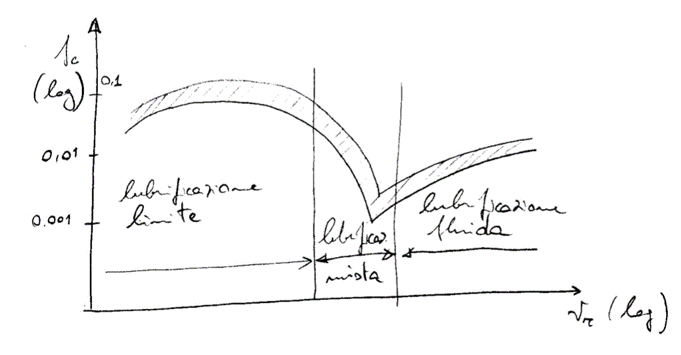 fc
(log)
0,1
0,01
0.001
lubrificazione
limite
lubrificaz
mista
lubrificazione
fluida
Vr (log)